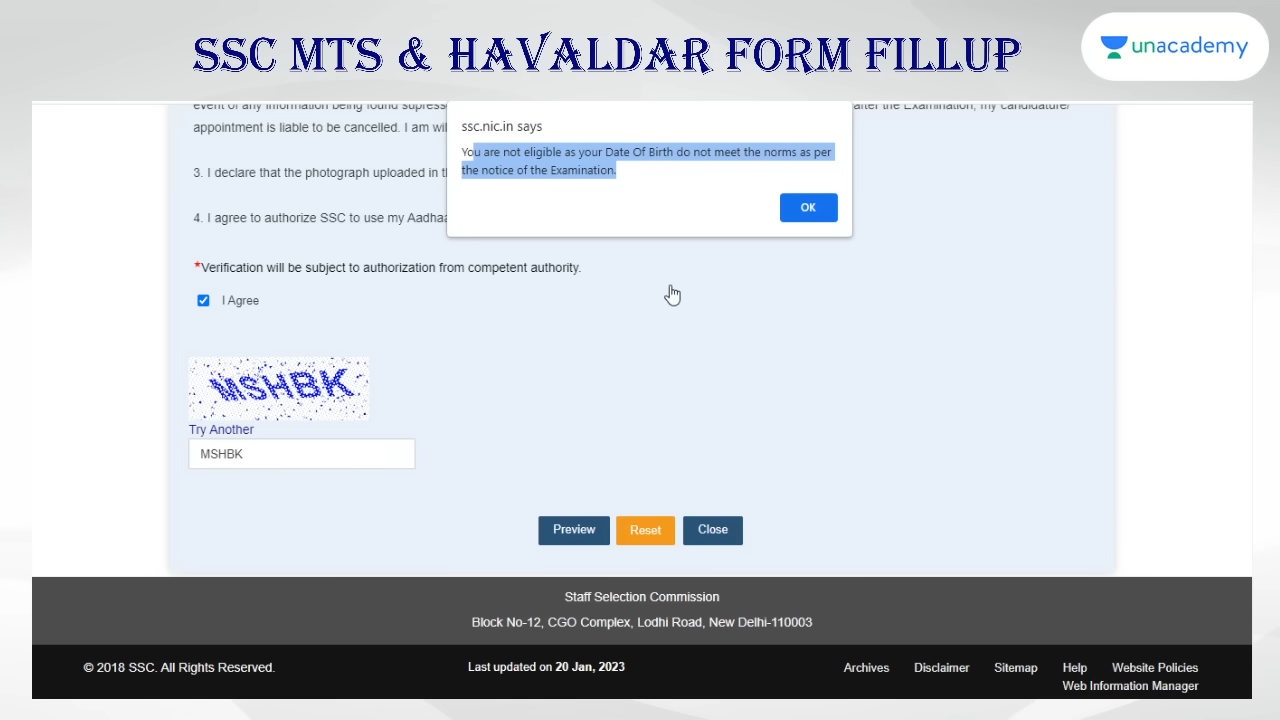 SSC MTS & HAVALDAR FORM FILLUP
unacademy
event of any information being found supress
after the Examination, my candidature/
appointment is liable to be cancelled. I am wil
3. I declare that the photograph uploaded in t
4. I agree to authorize SSC to use my Aadhaa
ssc.nic.in says
You are not eligible as your Date Of Birth do not meet the norms as per
the notice of the Examination.
OK
*Verification will be subject to authorization from competent authority.
I Agree
MSHBK
Try Another
MSHBK
Preview Reset Close
Staff Selection Commission
Block No-12, CGO Complex, Lodhi Road, New Delhi-110003
© 2018 SSC. All Rights Reserved. Last updated on 20 Jan, 2023 Archives Disclaimer Sitemap Help Website Policies
Web Information Manager